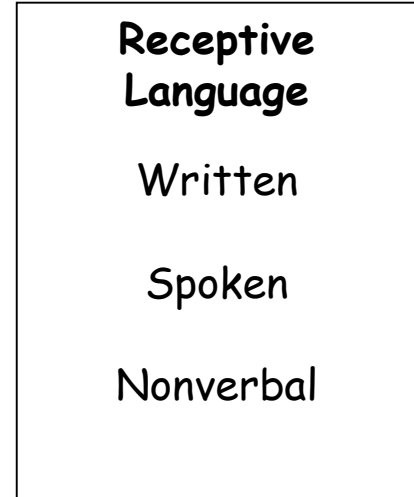 Receptive
Language
Written
Spoken
Nonverbal